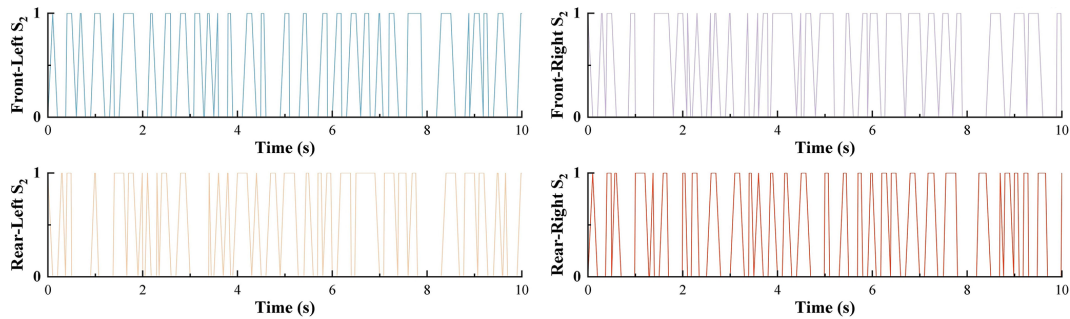 Front-Left S₂
1
0
0 2 4 6 8 10
Time (s)
Front-Right S₂
1
0
0 2 4 6 8 10
Time (s)
Rear-Left S₂
1
0
0 2 4 6 8 10
Time (s)
Rear-Right S₂
1
0
0 2 4 6 8 10
Time (s)